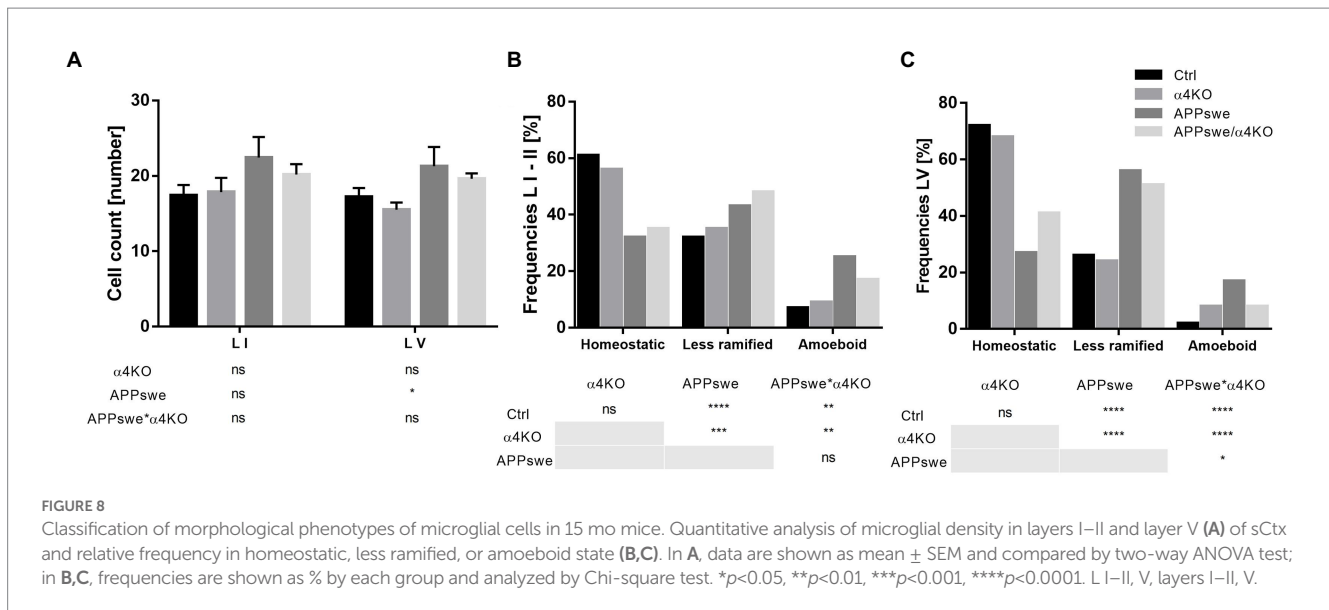 A
Cell count [number]
30
20
10
0
L I
L V
α4KO ns ns
APPswe ns *
APPswe*α4KO ns ns
B
Frequencies L I - II [%]
80
60
40
20
0
Homeostatic Less ramified Amoeboid
α4KO APPswe APPswe*α4KO
Ctrl ns **** **
α4KO *** **
APPswe ns
C
Ctrl
α4KO
APPswe
APPswe/α4KO
Frequencies LV [%]
80
60
40
20
0
Homeostatic Less ramified Amoeboid
α4KO APPswe APPswe*α4KO
Ctrl ns **** ****
α4KO **** ****
APPswe *
FIGURE 8
Classification of morphological phenotypes of microglial cells in 15 mo mice. Quantitative analysis of microglial density in layers I–II and layer V (A) of sCtx
and relative frequency in homeostatic, less ramified, or amoeboid state (B,C). In A, data are shown as mean ± SEM and compared by two-way ANOVA test;
in B,C, frequencies are shown as % by each group and analyzed by Chi-square test. *p<0.05, **p<0.01, ***p<0.001, ****p<0.0001. L I–II, V, layers I–II, V.